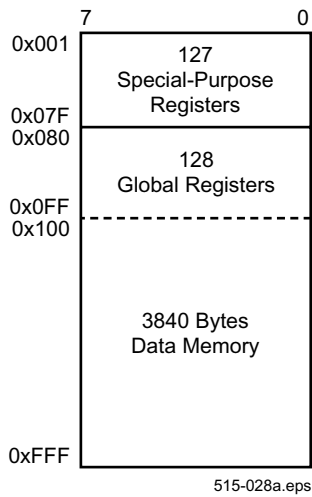 7 0
0x001
127
Special-Purpose
Registers
0x07F
0x080
128
Global Registers
0x0FF
0x100
3840 Bytes
Data Memory
0xFFF
515-028a.eps